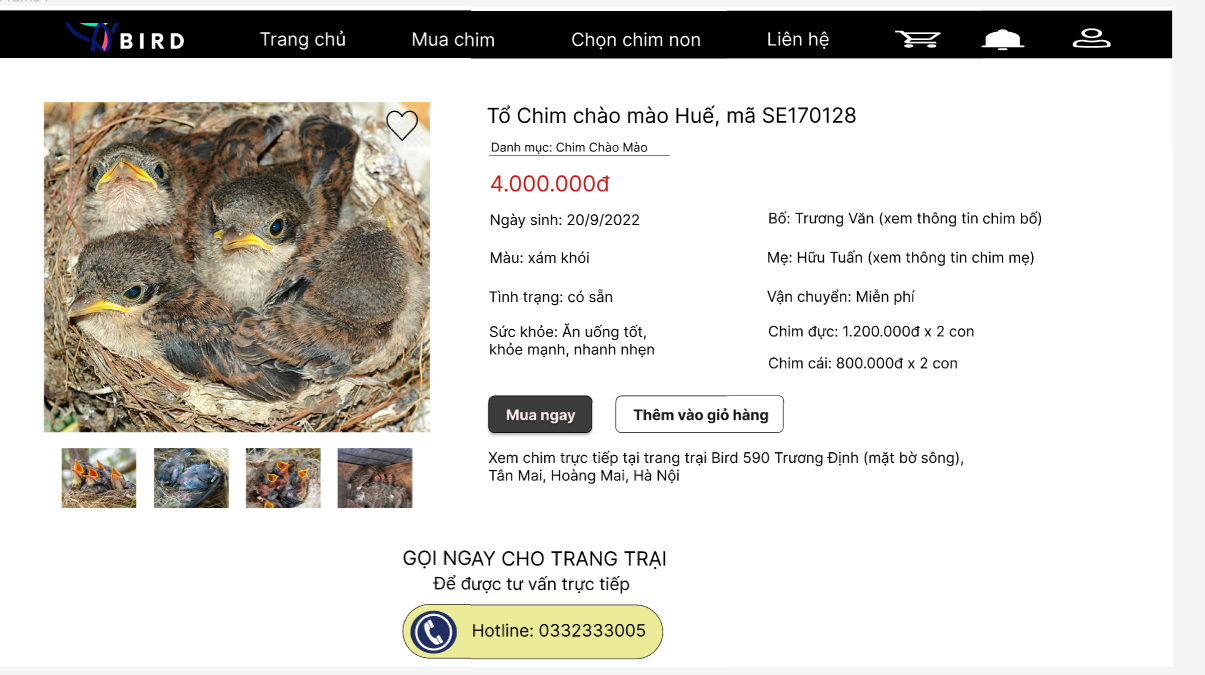 BIRD
Trang chủ
Mua chim
Chọn chim non
Liên hệ
Tổ Chim chào mào Huế, mã SE170128
Danh mục: Chim Chào Mào
4.000.000đ
Ngày sinh: 20/9/2022
Bố: Trương Văn (xem thông tin chim bố)
Màu: xám khói
Mẹ: Hữu Tuấn (xem thông tin chim mẹ)
Tình trạng: có sẵn
Vận chuyển: Miễn phí
Sức khỏe: Ăn uống tốt,
khỏe mạnh, nhanh nhẹn
Chim đực: 1.200.000đ x 2 con
Chim cái: 800.000đ x 2 con
Mua ngay
Thêm vào giỏ hàng
Xem chim trực tiếp tại trang trại Bird 590 Trương Định (mặt bờ sông),
Tân Mai, Hoàng Mai, Hà Nội
GỌI NGAY CHO TRANG TRẠI
Để được tư vấn trực tiếp
Hotline: 0332333005